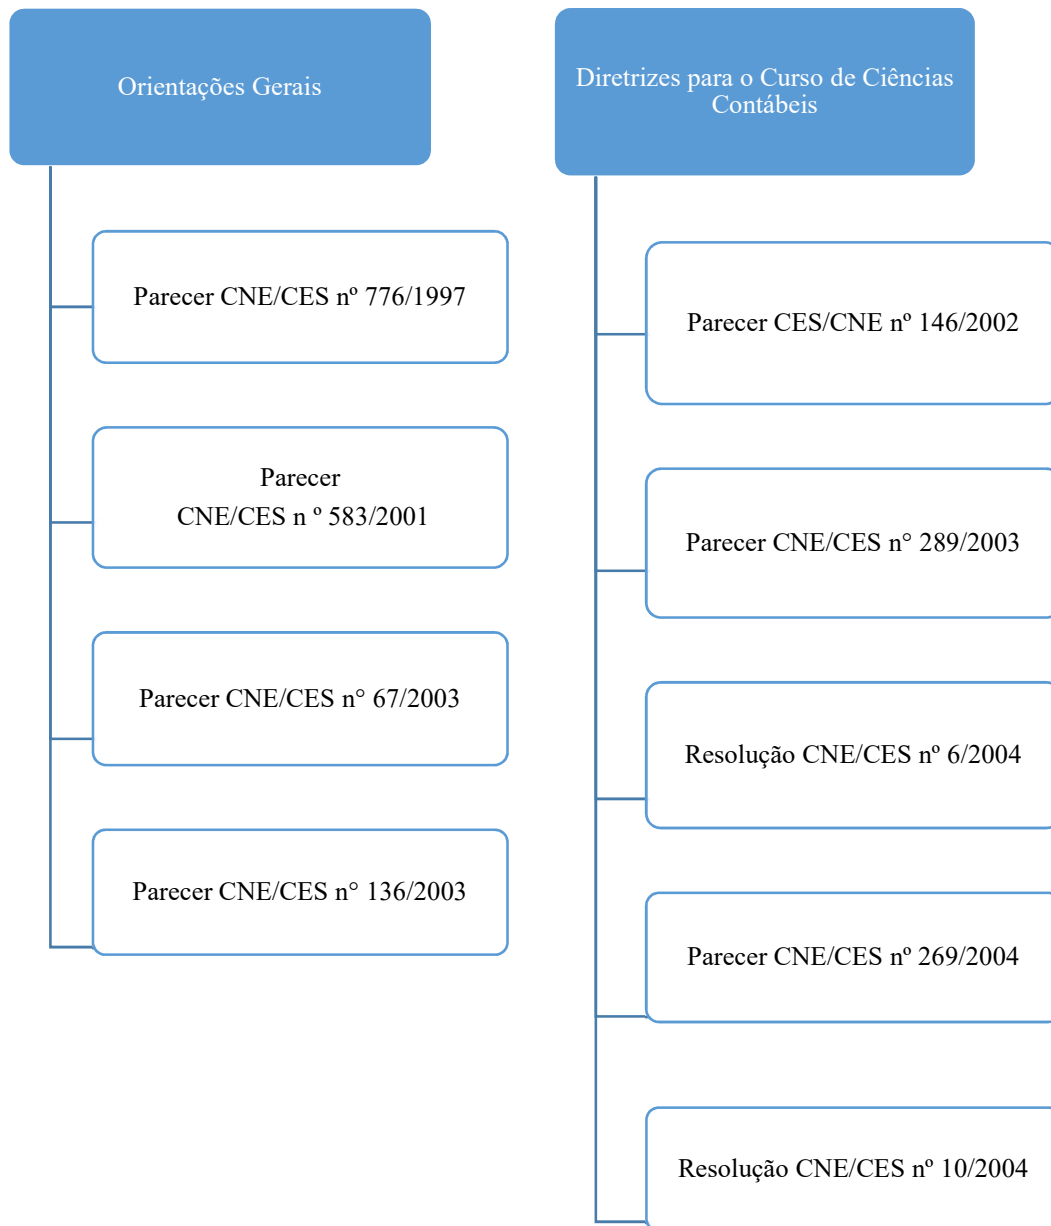 Orientações Gerais
Parecer CNE/CES nº 776/1997
Parecer
CNE/CES n º 583/2001
Parecer CNE/CES n° 67/2003
Parecer CNE/CES n° 136/2003
Diretrizes para o Curso de Ciências
Contábeis
Parecer CES/CNE nº 146/2002
Parecer CNE/CES n° 289/2003
Resolução CNE/CES nº 6/2004
Parecer CNE/CES nº 269/2004
Resolução CNE/CES nº 10/2004